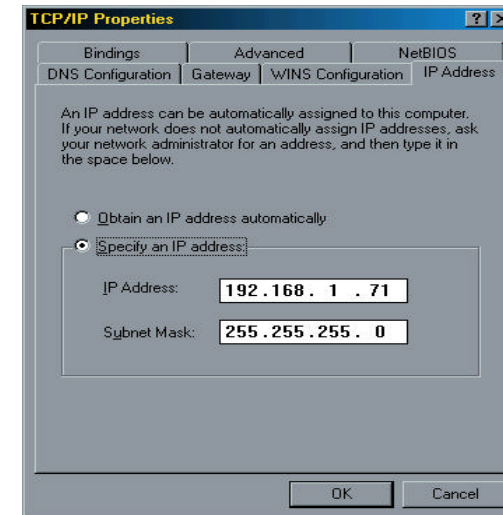 TCP/IP Properties
Bindings Advanced NetBIOS
DNS Configuration Gateway WINS Configuration IP Address
An IP address can be automatically assigned to this computer.
If your network does not automatically assign IP addresses, ask
your network administrator for an address, and then type it in
the space below.
Obtain an IP address automatically
Specify an IP address:
IP Address: 192.168. 1 .71
Subnet Mask: 255.255.255. 0
OK Cancel